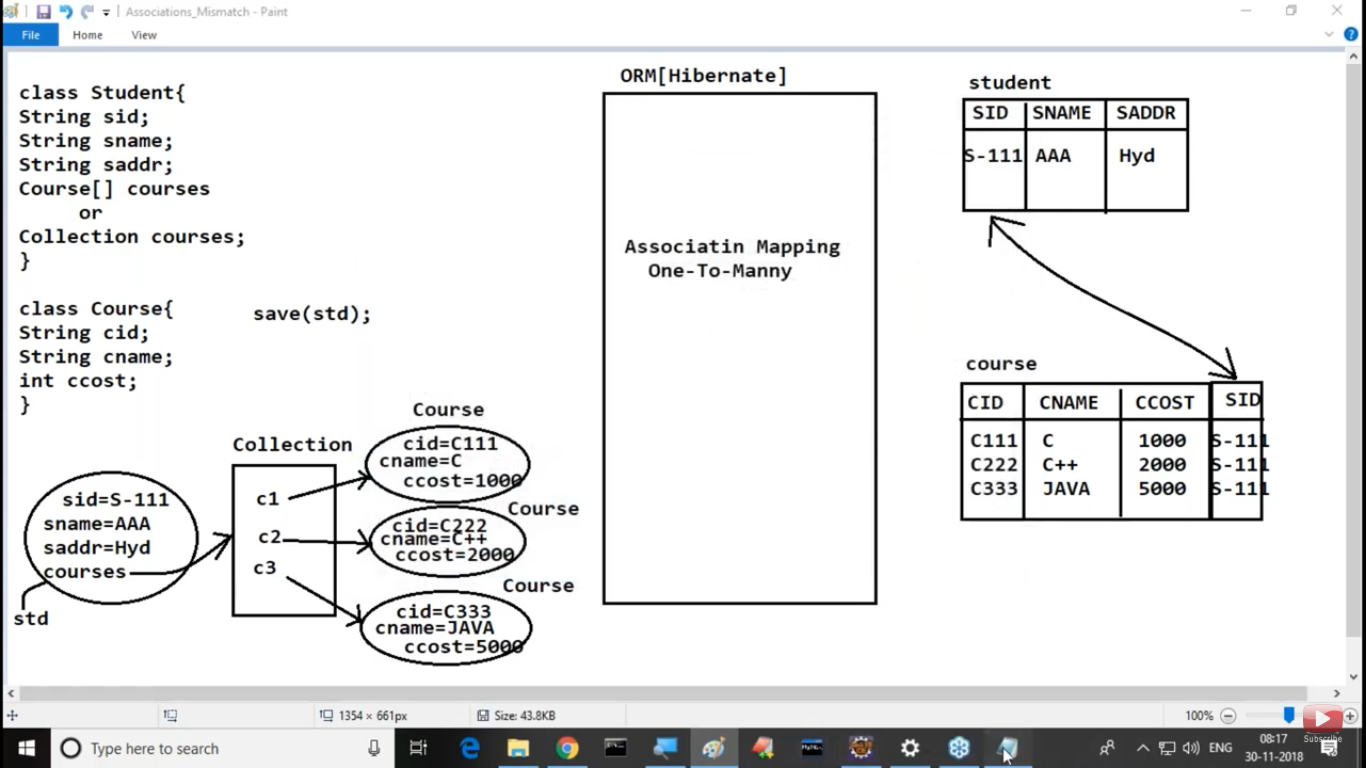 Associations_Mismatch - Paint
File Home View
class Student{
String sid;
String sname;
String saddr;
Course[] courses
or
Collection courses;
}
class Course{
String cid;
String cname;
int ccost;
}
save(std);
Collection
c1
c2
c3
sid=S-111
sname=AAA
saddr=Hyd
courses
std
Course
cid=C111
cname=C
ccost=1000
Course
cid=C222
cname=C++
ccost=2000
Course
cid=C333
cname=JAVA
ccost=5000
ORM[Hibernate]
Associatin Mapping
One-To-Manny
student
SID SNAME SADDR
S-111 AAA Hyd
course
CID CNAME CCOST SID
C111 C 1000 S-111
C222 C++ 2000 S-111
C333 JAVA 5000 S-111
1354 × 661px
Size: 43.8KB
100%
Subscribe
Type here to search
ENG
08:17
30-11-2018